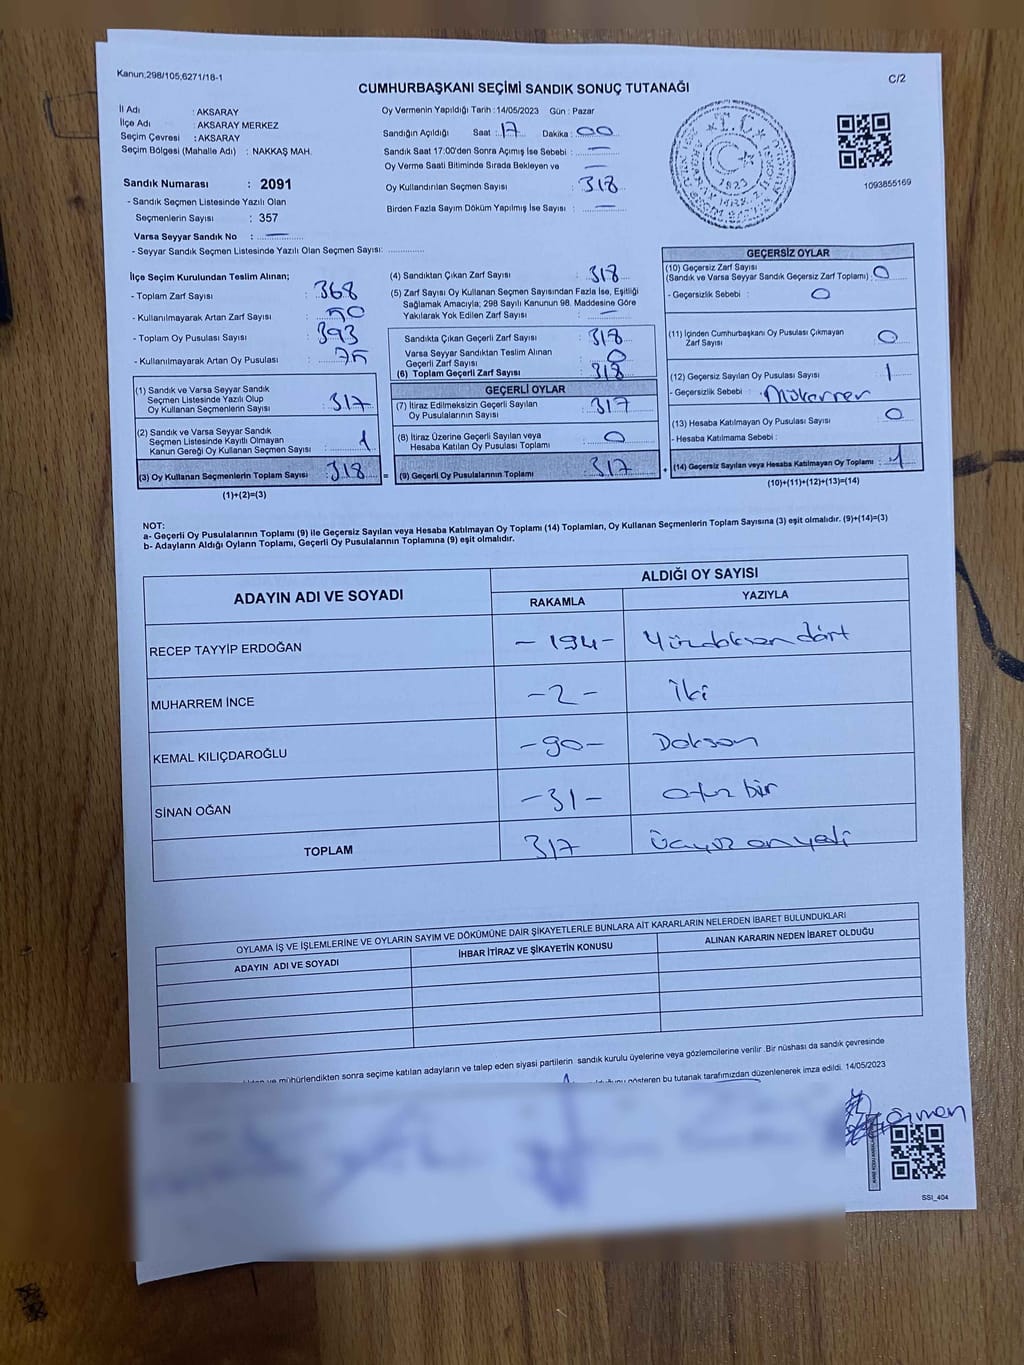 Kanun,298/105,6271/18-1
C/2
CUMHURBAŞKANI SEÇİMİ SANDIK SONUÇ TUTANAĞI
İl Adı : AKSARAY
İlçe Adı : AKSARAY MERKEZ
Seçim Çevresi : AKSARAY
Seçim Bölgesi (Mahalle Adı) : NAKKAŞ MAH.
Sandık Numarası : 2091
- Sandık Seçmen Listesinde Yazılı Olan
Seçmenlerin Sayısı : 357
Varsa Seyyar Sandık No : —
- Seyyar Sandık Seçmen Listesinde Yazılı Olan Seçmen Sayısı:
Oy Vermenin Yapıldığı Tarih : 14/05/2023 Gün : Pazar
Sandığın Açıldığı Saat : 17 Dakika : 00
Sandık Saat 17:00'den Sonra Açımış İse Sebebi : —
Oy Verme Saati Bitiminde Sırada Bekleyen ve —
Oy Kullandırılan Seçmen Sayısı : 318
Birden Fazla Sayım Döküm Yapılmış İse Sayısı : —
T.C.
1923
1093855169
İlçe Seçim Kurulundan Teslim Alınan;
- Toplam Zarf Sayısı : 368
- Kullanılmayarak Artan Zarf Sayısı : 50
- Toplam Oy Pusulası Sayısı : 393
- Kullanılmayarak Artan Oy Pusulası : 75
(1) Sandık ve Varsa Seyyar Sandık
Seçmen Listesinde Yazılı Olup
Oy Kullanan Seçmenlerin Sayısı : 317
(2) Sandık ve Varsa Seyyar Sandık
Seçmen Listesinde Kayıtlı Olmayan
Kanun Gereği Oy Kullanan Seçmen Sayısı : 1
(3) Oy Kullanan Seçmenlerin Toplam Sayısı : 318 =
(1)+(2)=(3)
(4) Sandıktan Çıkan Zarf Sayısı : 318
(5) Zarf Sayısı Oy Kullanan Seçmen Sayısından Fazla İse, Eşitliği
Sağlamak Amacıyla; 298 Sayılı Kanunun 98. Maddesine Göre
Yakılarak Yok Edilen Zarf Sayısı : —
Sandıkta Çıkan Geçerli Zarf Sayısı : 318
Varsa Seyyar Sandıktan Teslim Alınan
Geçerli Zarf Sayısı : 0
(6) Toplam Geçerli Zarf Sayısı : 318
GEÇERLİ OYLAR
(7) İtiraz Edilmeksizin Geçerli Sayılan
Oy Pusulalarının Sayısı : 317
(8) İtiraz Üzerine Geçerli Sayılan veya
Hesaba Katılan Oy Pusulası Toplamı : 0
(9) Geçerli Oy Pusulalarının Toplamı : 317 +
GEÇERSİZ OYLAR
(10) Geçersiz Zarf Sayısı
(Sandık ve Varsa Seyyar Sandık Geçersiz Zarf Toplamı) : 0
- Geçersizlik Sebebi : 0
(11) İçinden Cumhurbaşkanı Oy Pusulası Çıkmayan
Zarf Sayısı : 0
(12) Geçersiz Sayılan Oy Pusulası Sayısı : 1
- Geçersizlik Sebebi : Mükerrer
(13) Hesaba Katılmayan Oy Pusulası Sayısı : 0
- Hesaba Katılmama Sebebi :
(14) Geçersiz Sayılan veya Hesaba Katılmayan Oy Toplamı : 1
(10)+(11)+(12)+(13)=(14)
NOT:
a- Geçerli Oy Pusulalarının Toplamı (9) ile Geçersiz Sayılan veya Hesaba Katılmayan Oy Toplamı (14) Toplamları, Oy Kullanan Seçmenlerin Toplam Sayısına (3) eşit olmalıdır. (9)+(14)=(3)
b- Adayların Aldığı Oyların Toplamı, Geçerli Oy Pusulalarının Toplamına (9) eşit olmalıdır.
ADAYIN ADI VE SOYADI
ALDIĞI OY SAYISI
RAKAMLA YAZIYLA
RECEP TAYYİP ERDOĞAN - 194 - Yüzdoksan dört
MUHARREM İNCE - 2 - İki
KEMAL KILIÇDAROĞLU - 90 - Doksan
SİNAN OĞAN - 31 - otuz bir
TOPLAM 317 Üçyüz on yedi
OYLAMA İŞ VE İŞLEMLERİNE VE OYLARIN SAYIM VE DÖKÜMÜNE DAİR ŞİKAYETLERLE BUNLARA AİT KARARLARIN NELERDEN İBARET BULUNDUKLARI
ADAYIN ADI VE SOYADI İHBAR İTİRAZ VE ŞİKAYETİN KONUSU ALINAN KARARIN NEDEN İBARET OLDUĞU
mühürlendikten sonra seçime katılan adayların ve talep eden siyasi partilerin sandık kurulu üyelerine veya gözlemcilerine verilir .Bir nüshası da sandık çevresinde
gösteren bu tutanak tarafımızdan düzenlenerek imza edildi. 14/05/2023
SSI_404